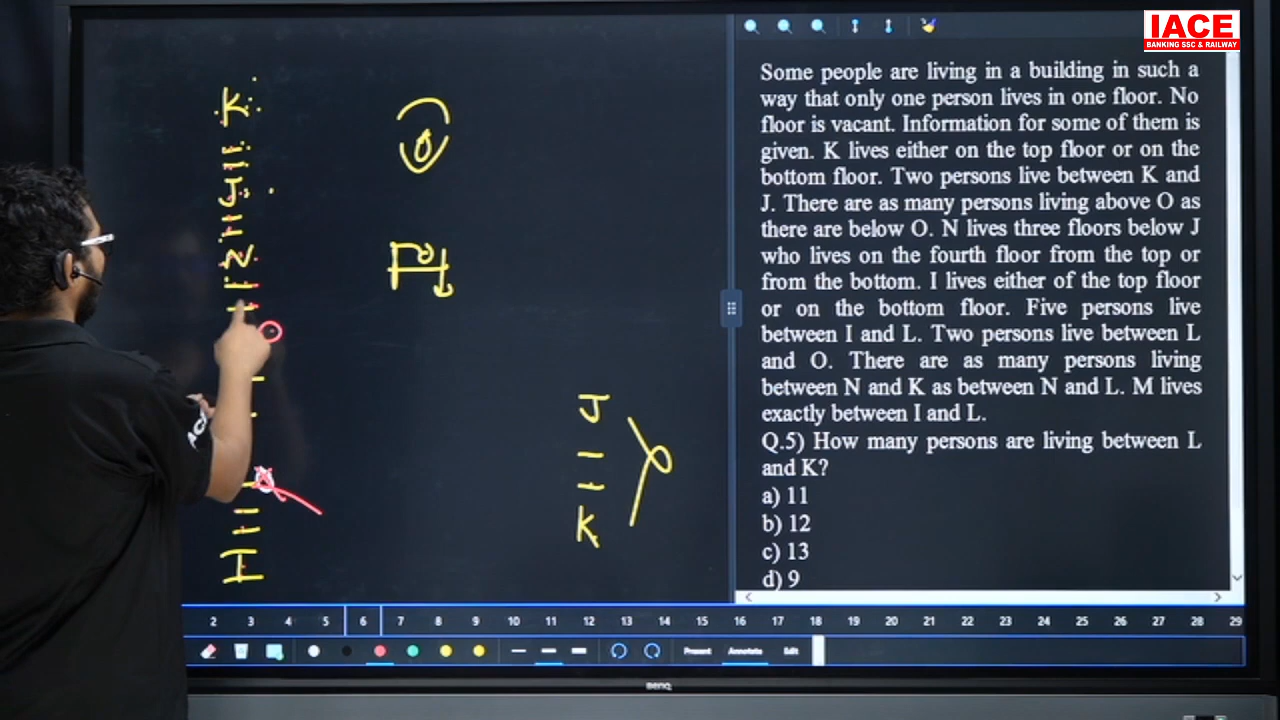 IACE
BANKING SSC & RAILWAY
K
J
N
I
O
J
K
Some people are living in a building in such a
way that only one person lives in one floor. No
floor is vacant. Information for some of them is
given. K lives either on the top floor or on the
bottom floor. Two persons live between K and
J. There are as many persons living above O as
there are below O. N lives three floors below J
who lives on the fourth floor from the top or
from the bottom. I lives either of the top floor
or on the bottom floor. Five persons live
between I and L. Two persons live between L
and O. There are as many persons living
between N and K as between N and L. M lives
exactly between I and L.
Q.5) How many persons are living between L
and K?
a) 11
b) 12
c) 13
d) 9
2 3 4 5 6 7 8 9 10 11 12 13 14 15 16 17 18 19 20 21 22 23 24 25 26 27 28 29
Present Annotate Edit
BenQ